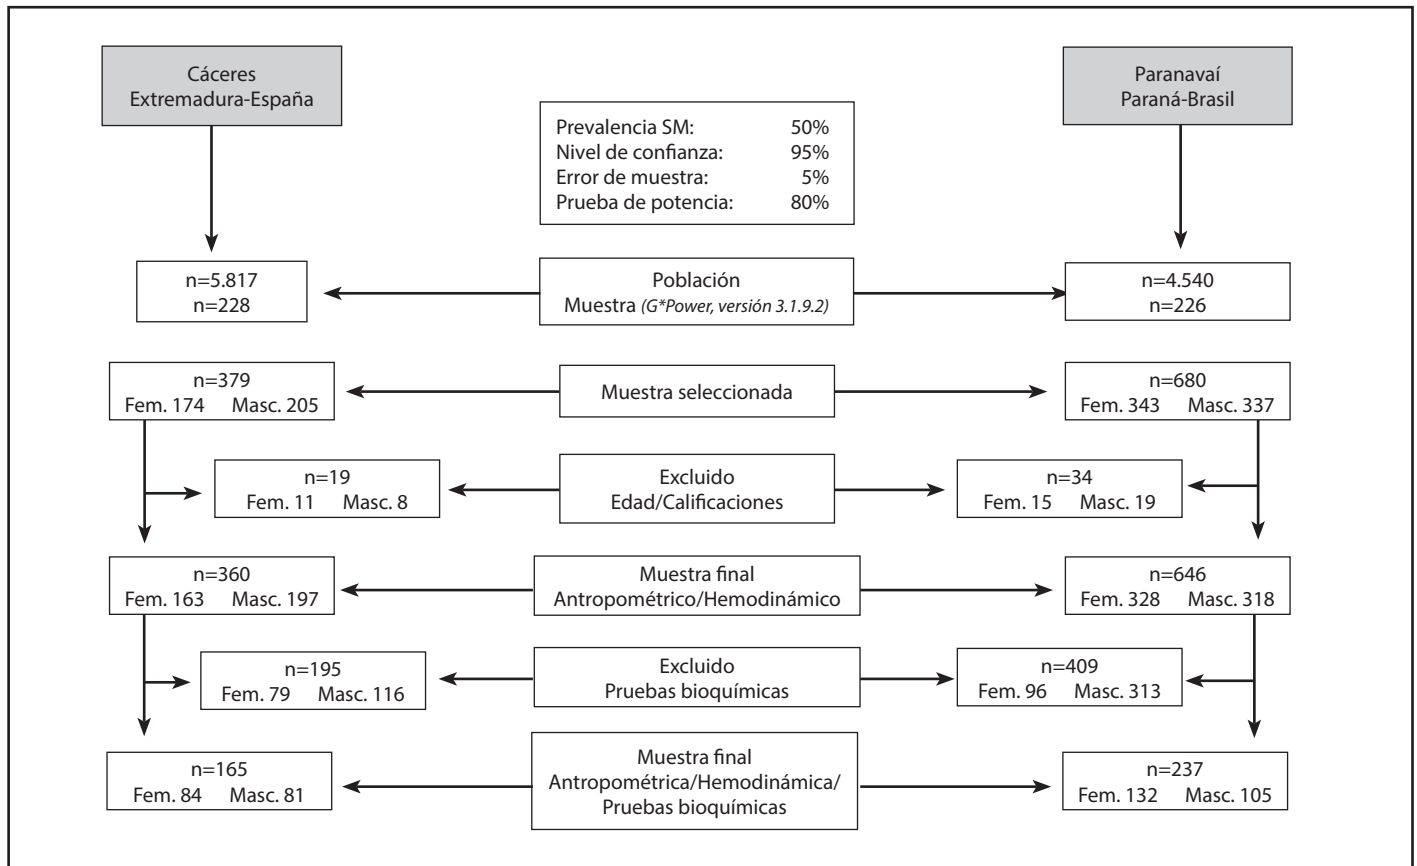 Cáceres
Extremadura-España
Paranavaí
Paraná-Brasil
Prevalencia SM: 50%
Nivel de confianza: 95%
Error de muestra: 5%
Prueba de potencia: 80%
n=5.817
n=228
Población
Muestra (G*Power, versión 3.1.9.2)
n=4.540
n=226
n=379
Fem. 174 Masc. 205
Muestra seleccionada
n=680
Fem. 343 Masc. 337
n=19
Fem. 11 Masc. 8
Excluido
Edad/Calificaciones
n=34
Fem. 15 Masc. 19
n=360
Fem. 163 Masc. 197
Muestra final
Antropométrico/Hemodinámico
n=646
Fem. 328 Masc. 318
n=195
Fem. 79 Masc. 116
Excluido
Pruebas bioquímicas
n=409
Fem. 96 Masc. 313
n=165
Fem. 84 Masc. 81
Muestra final
Antropométrica/Hemodinámica/
Pruebas bioquímicas
n=237
Fem. 132 Masc. 105